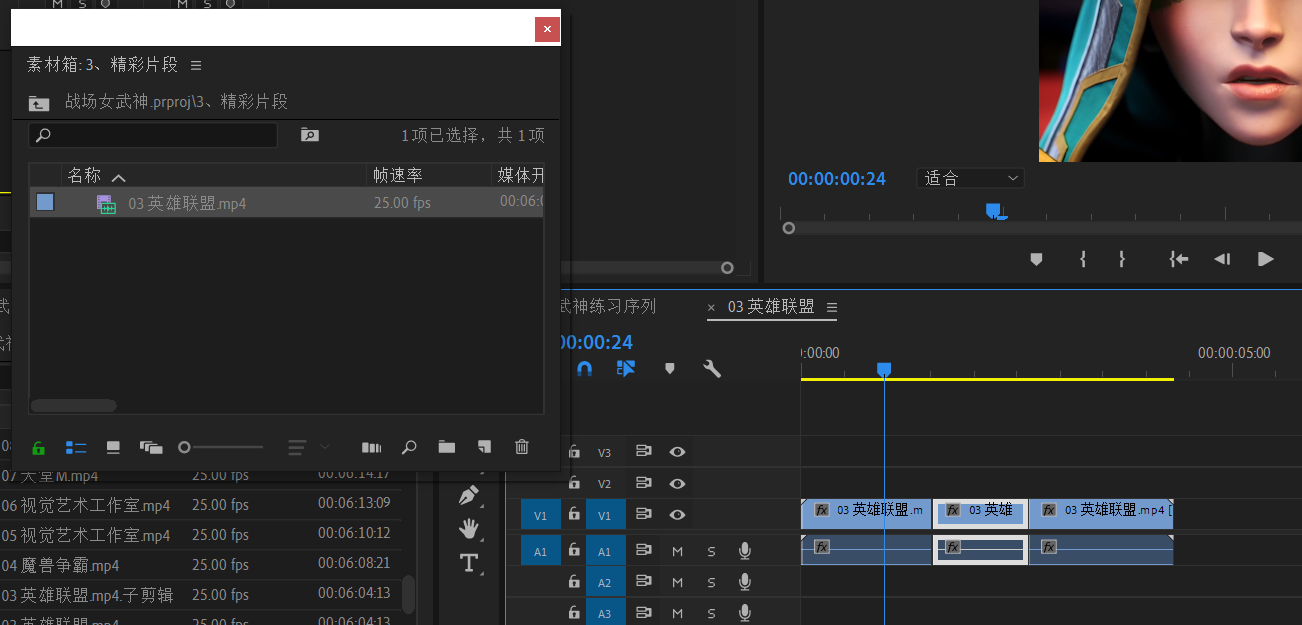 M S M S
素材箱: 3、精彩片段
战场女武神.prproj\3、精彩片段
1 项已选择，共 1 项
名称 帧速率 媒体开
03 英雄联盟.mp4 25.00 fps 00:06:0
00:00:00:24 适合
武神练习序列 × 03 英雄联盟
00:00:24
:00:00 00:00:05:00
V3
V2
V1 V1 fx 03 英雄联盟.m fx 03 英雄 fx 03 英雄联盟.mp4 [
A1 A1 M S fx fx fx
A2 M S
A3 M S
07 天堂M.mp4 25.00 fps 00:06:14:17
06 视觉艺术工作室.mp4 25.00 fps 00:06:13:09
05 视觉艺术工作室.mp4 25.00 fps 00:06:10:12
04 魔兽争霸.mp4 25.00 fps 00:06:08:21
03 英雄联盟.mp4.子剪辑 25.00 fps 00:06:04:13
英雄联盟.mp4 25.00 fps 00:06:04:13